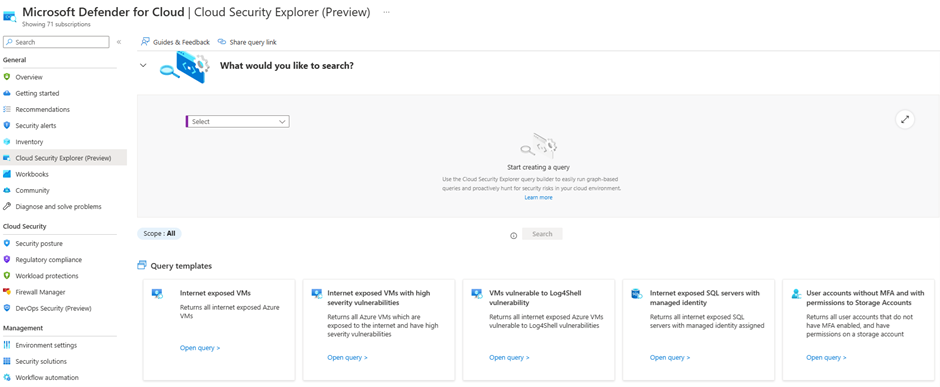 Microsoft Defender for Cloud | Cloud Security Explorer (Preview) ...
Showing 71 subscriptions
Search
«
Guides & Feedback
Share query link
General
Overview
Getting started
Recommendations
Security alerts
Inventory
Cloud Security Explorer (Preview)
Workbooks
Community
Diagnose and solve problems
Cloud Security
Security posture
Regulatory compliance
Workload protections
Firewall Manager
DevOps Security (Preview)
Management
Environment settings
Security solutions
Workflow automation
What would you like to search?
Select
Start creating a query
Use the Cloud Security Explorer query builder to easily run graph-based
queries and proactively hunt for security risks in your cloud environment.
Learn more
Scope : All
Search
Query templates
Internet exposed VMs
Returns all internet exposed Azure
VMs
Open query >
Internet exposed VMs with high
severity vulnerabilities
Returns all Azure VMs which are
exposed to the internet and have high
severity vulnerabilities
Open query >
VMs vulnerable to Log4Shell
vulnerability
Returns all internet exposed Azure VMs
vulnerable to Log4Shell vulnerabilities
Open query >
Internet exposed SQL servers with
managed identity
Returns all internet exposed SQL
servers with managed identity assigned
Open query >
User accounts without MFA and with
permissions to Storage Accounts
Returns all user accounts that do not
have MFA enabled, and have
permissions on a storage account
Open query >